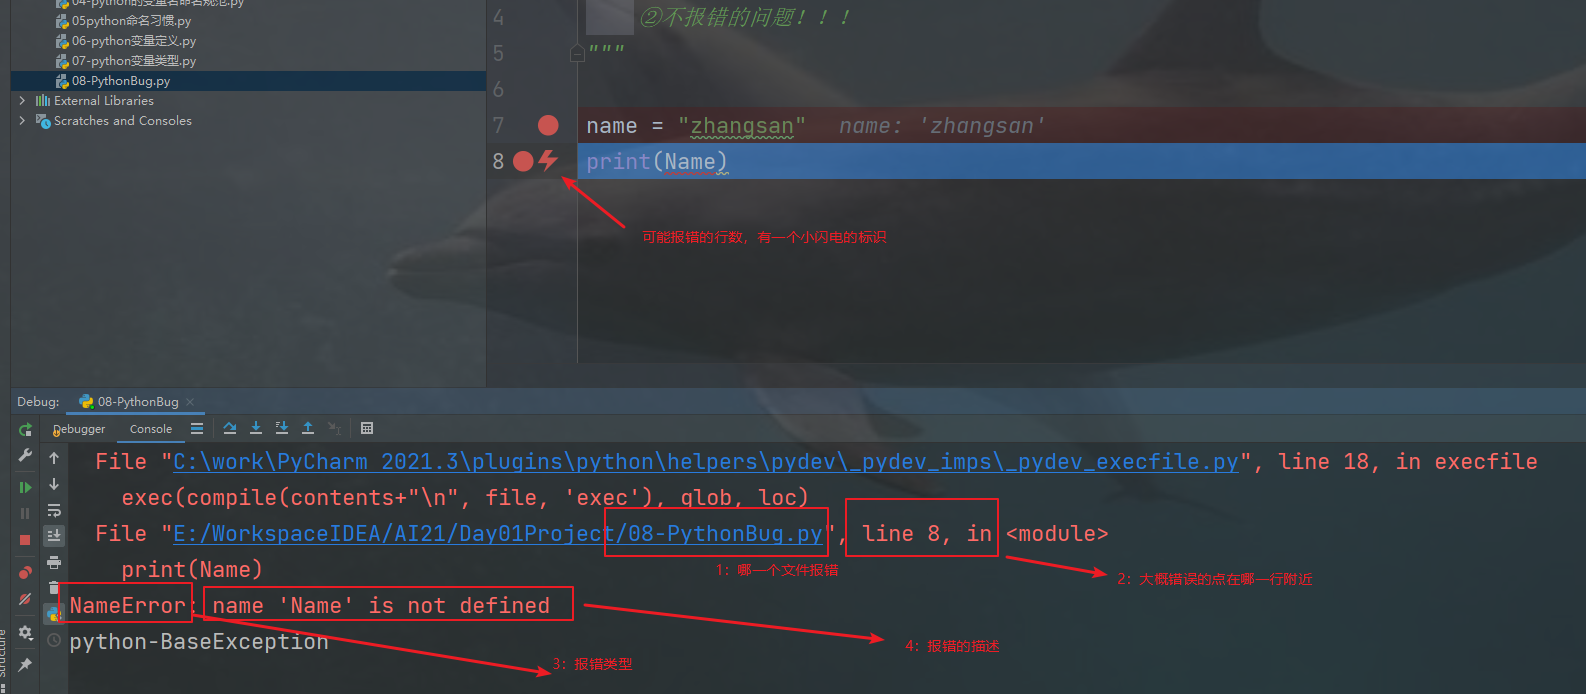 04-python的变量名命名规范.py
05python命名习惯.py
06-python变量定义.py
07-python变量类型.py
08-PythonBug.py
External Libraries
Scratches and Consoles
4 ②不报错的问题!!!
5 """
6
7 name = "zhangsan" name: 'zhangsan'
8 print(Name)
可能报错的行数,有一个小闪电的标识
Debug: 08-PythonBug
Debugger Console
File "C:\work\PyCharm 2021.3\plugins\python\helpers\pydev\_pydev_imps\_pydev_execfile.py", line 18, in execfile
exec(compile(contents+"\n", file, 'exec'), glob, loc)
File "E:/WorkspaceIDEA/AI21/Day01Project/08-PythonBug.py", line 8, in <module>
print(Name)
1: 哪一个文件报错
2: 大概错误的点在哪一行附近
NameError: name 'Name' is not defined
python-BaseException
4: 报错的描述
3: 报错类型
Structure